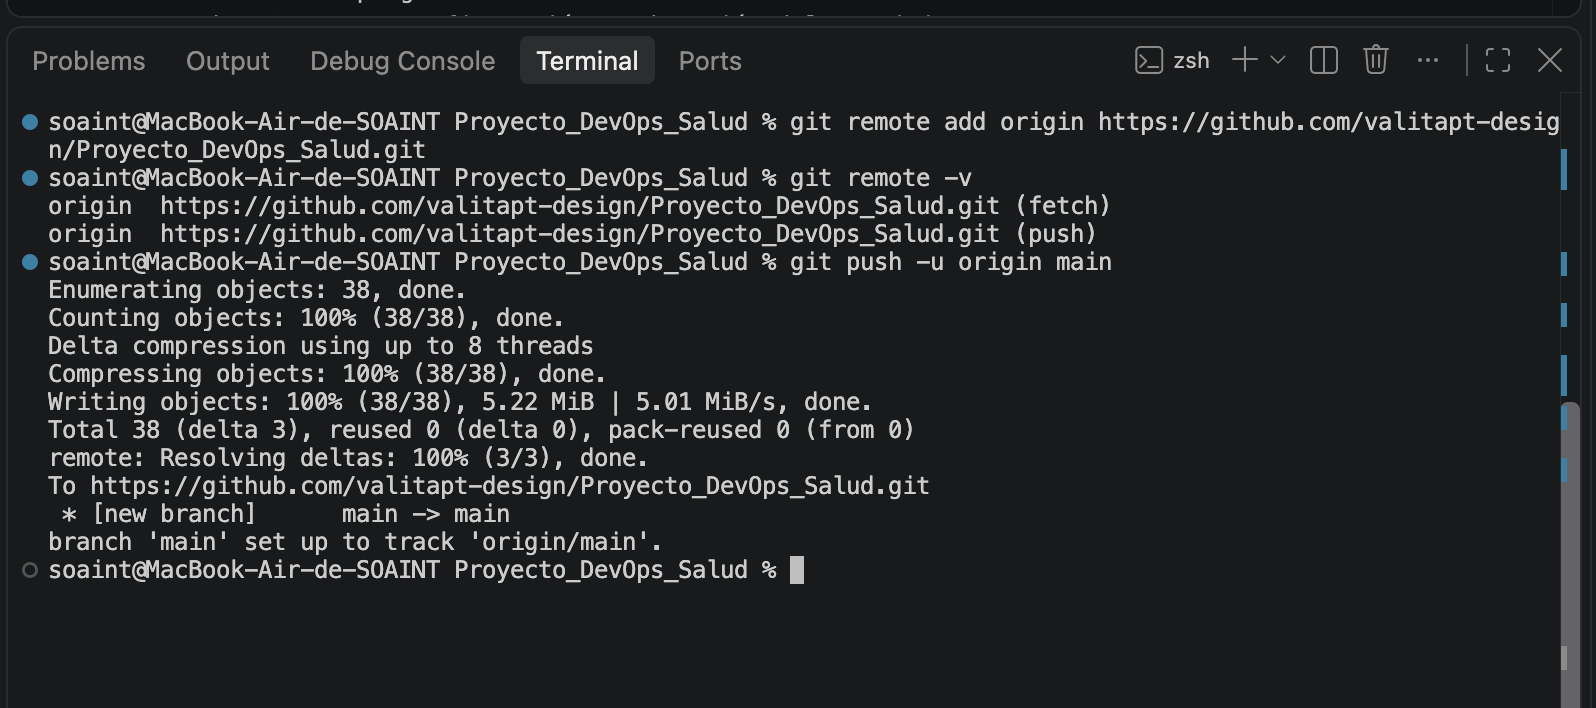 Problems Output Debug Console Terminal Ports zsh
soaint@MacBook-Air-de-SOAINT Proyecto_DevOps_Salud % git remote add origin https://github.com/valitapt-desig
n/Proyecto_DevOps_Salud.git
soaint@MacBook-Air-de-SOAINT Proyecto_DevOps_Salud % git remote -v
origin  https://github.com/valitapt-design/Proyecto_DevOps_Salud.git (fetch)
origin  https://github.com/valitapt-design/Proyecto_DevOps_Salud.git (push)
soaint@MacBook-Air-de-SOAINT Proyecto_DevOps_Salud % git push -u origin main
Enumerating objects: 38, done.
Counting objects: 100% (38/38), done.
Delta compression using up to 8 threads
Compressing objects: 100% (38/38), done.
Writing objects: 100% (38/38), 5.22 MiB | 5.01 MiB/s, done.
Total 38 (delta 3), reused 0 (delta 0), pack-reused 0 (from 0)
remote: Resolving deltas: 100% (3/3), done.
To https://github.com/valitapt-design/Proyecto_DevOps_Salud.git
 * [new branch]      main -> main
branch 'main' set up to track 'origin/main'.
soaint@MacBook-Air-de-SOAINT Proyecto_DevOps_Salud %